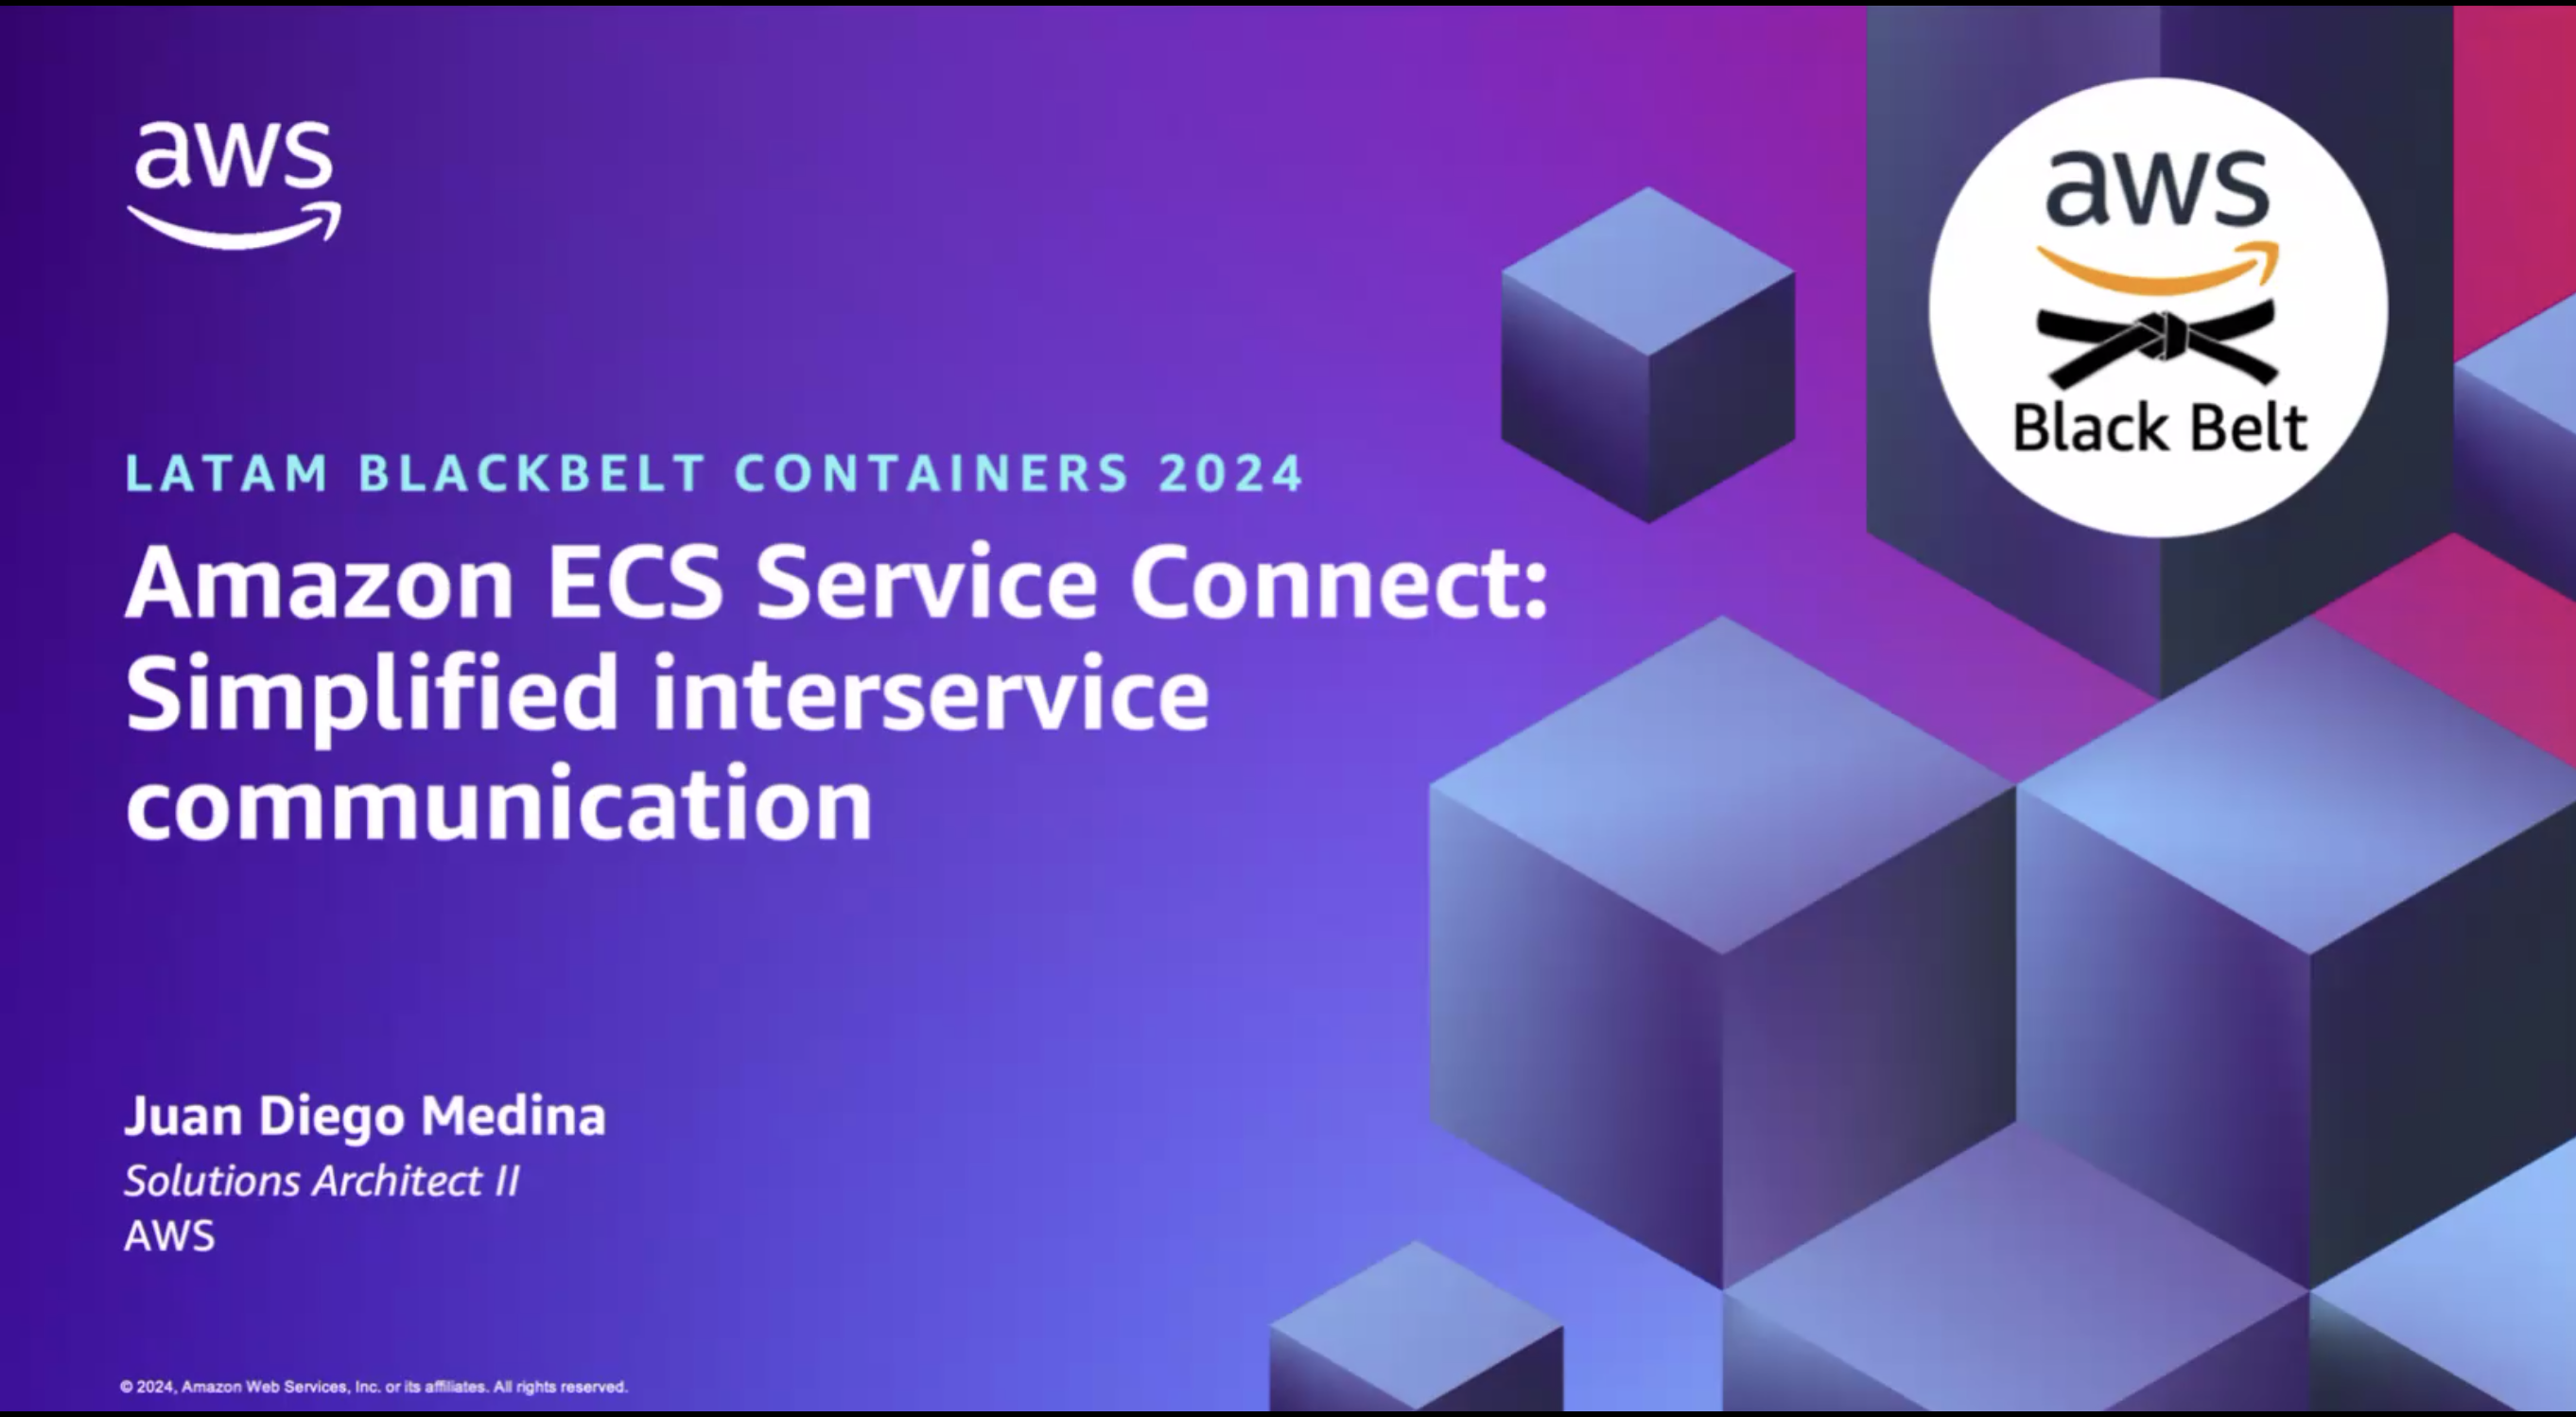 aws
aws
Black Belt
LATAM BLACKBELT CONTAINERS 2024
Amazon ECS Service Connect:
Simplified interservice
communication
Juan Diego Medina
Solutions Architect II
AWS
© 2024, Amazon Web Services, Inc. or its affiliates. All rights reserved.